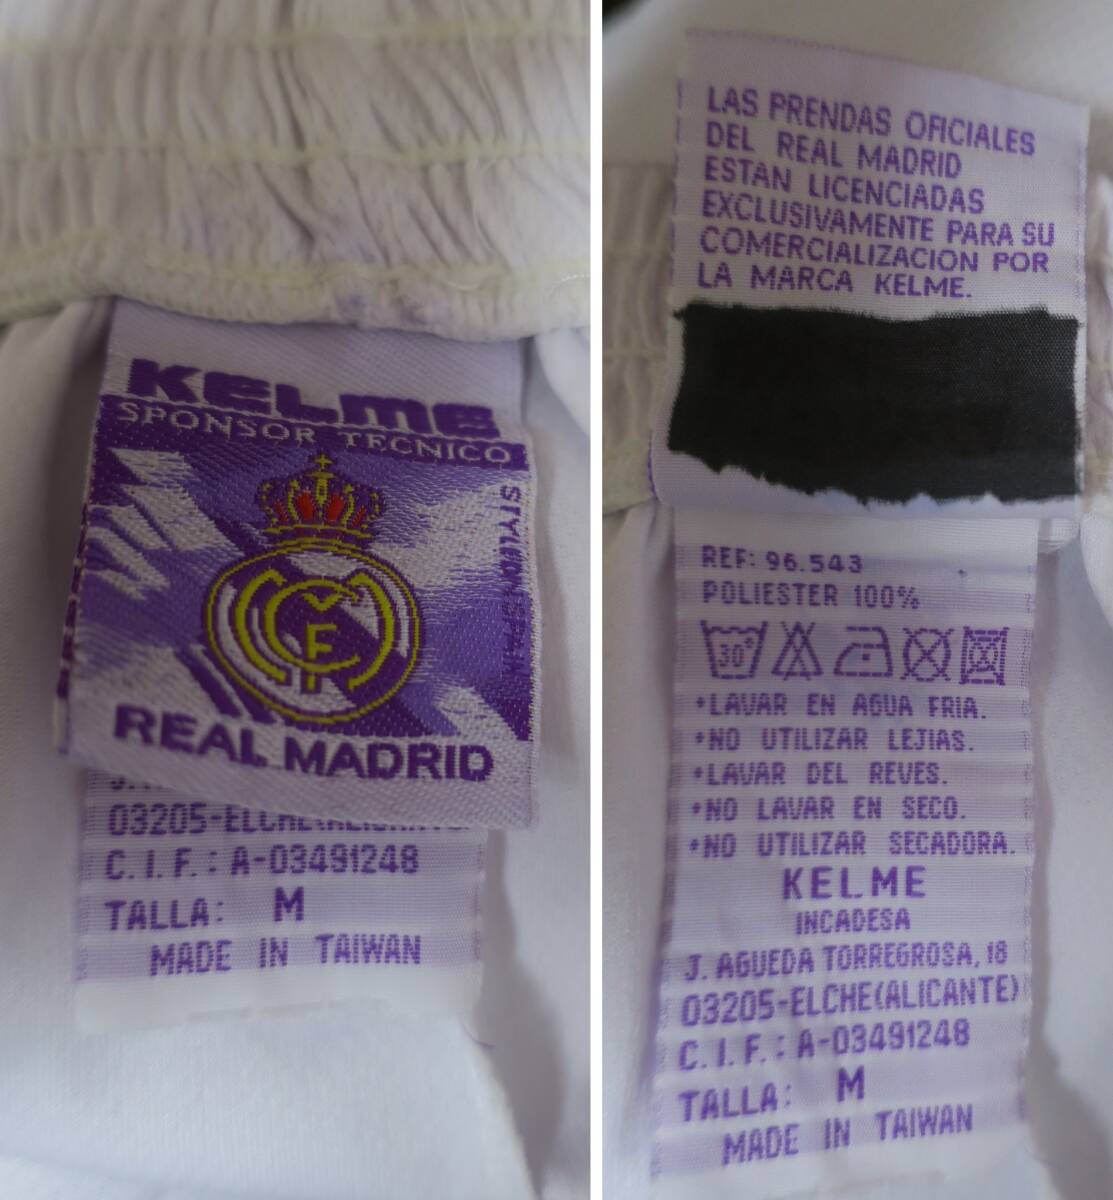 KELME
SPONSOR TECNICO
REAL MADRID
03205-ELCHE(ALICANTE)
C.I.F.: A-03491248
TALLA: M
MADE IN TAIWAN
LAS PRENDAS OFICIALES
DEL REAL MADRID
ESTAN LICENCIADAS
EXCLUSIVAMENTE PARA SU
COMERCIALIZACION POR
LA MARCA KELME.
REF: 96.543
POLIESTER 100%
30°
*LAVAR EN AGUA FRIA.
*NO UTILIZAR LEJIAS.
*LAVAR DEL REVES.
*NO LAVAR EN SECO.
*NO UTILIZAR SECADORA.
KELME
INCADESA
J. AGUEDA TORREGROSA, 18
03205-ELCHE(ALICANTE)
C.I.F.: A-03491248
TALLA: M
MADE IN TAIWAN